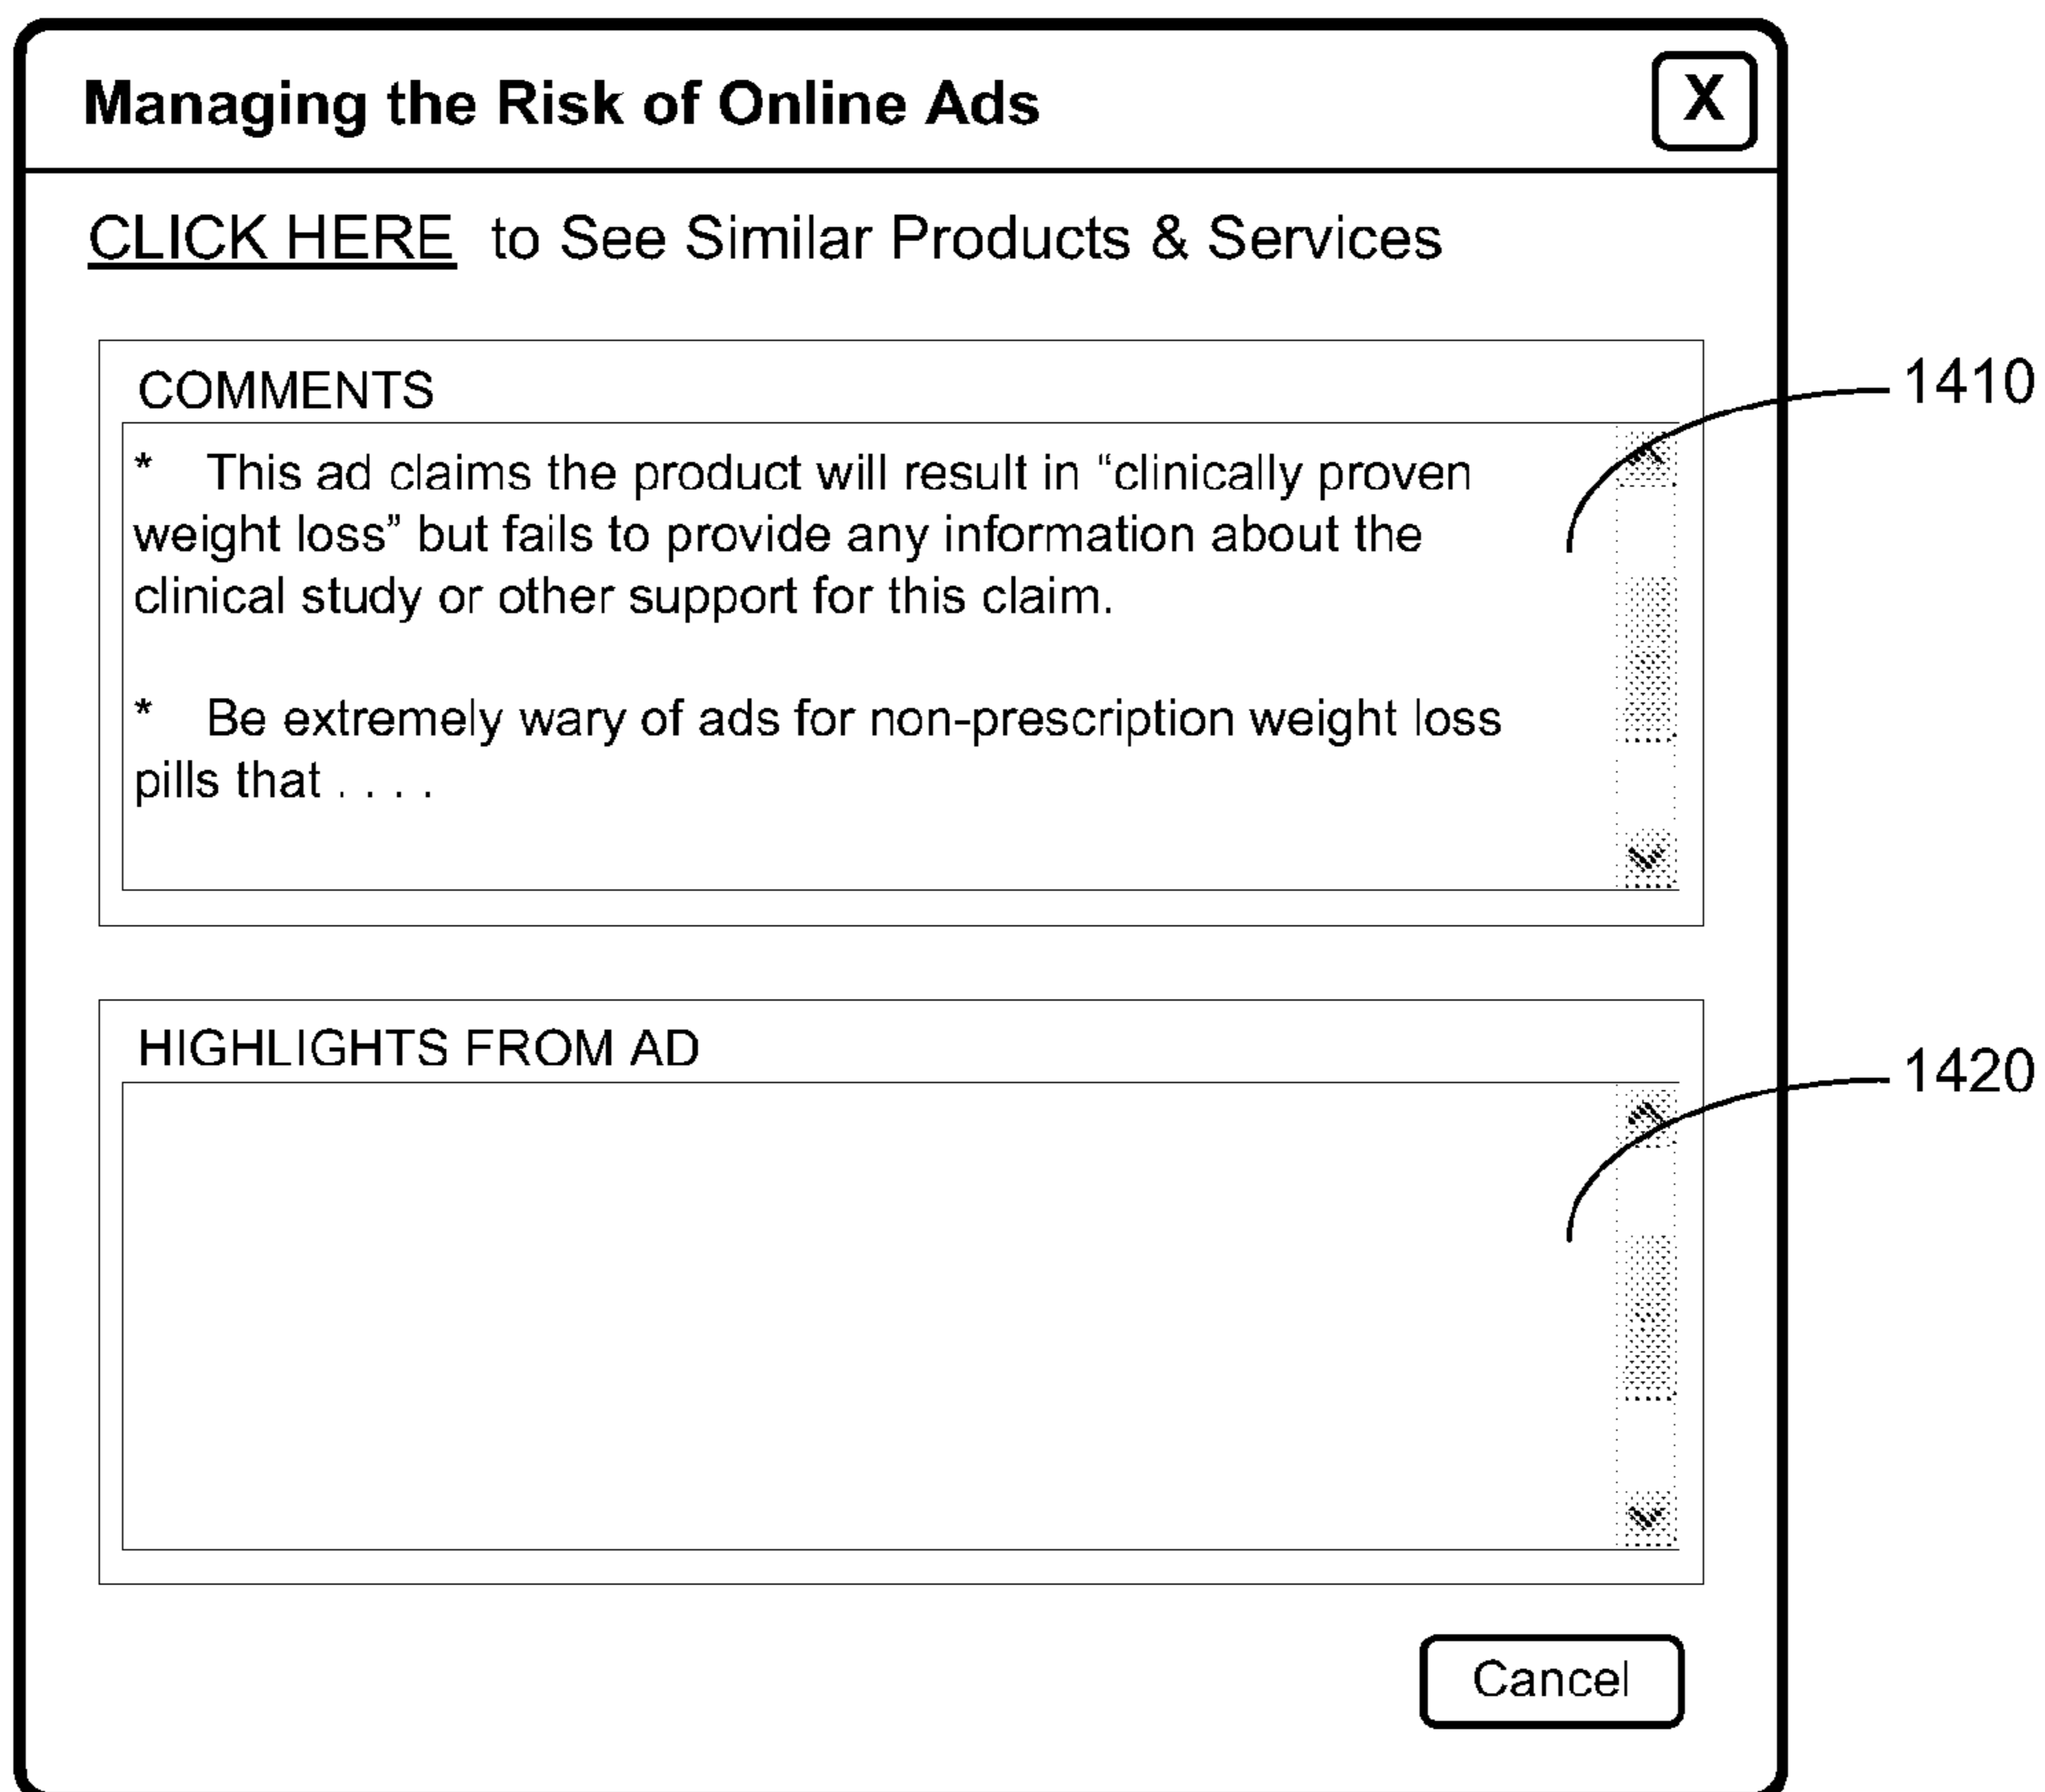 Managing the Risk of Online Ads
X
CLICK HERE to See Similar Products & Services
COMMENTS
1410
* This ad claims the product will result in “clinically proven
weight loss” but fails to provide any information about the
clinical study or other support for this claim.
* Be extremely wary of ads for non-prescription weight loss
pills that . . . .
HIGHLIGHTS FROM AD
1420
Cancel